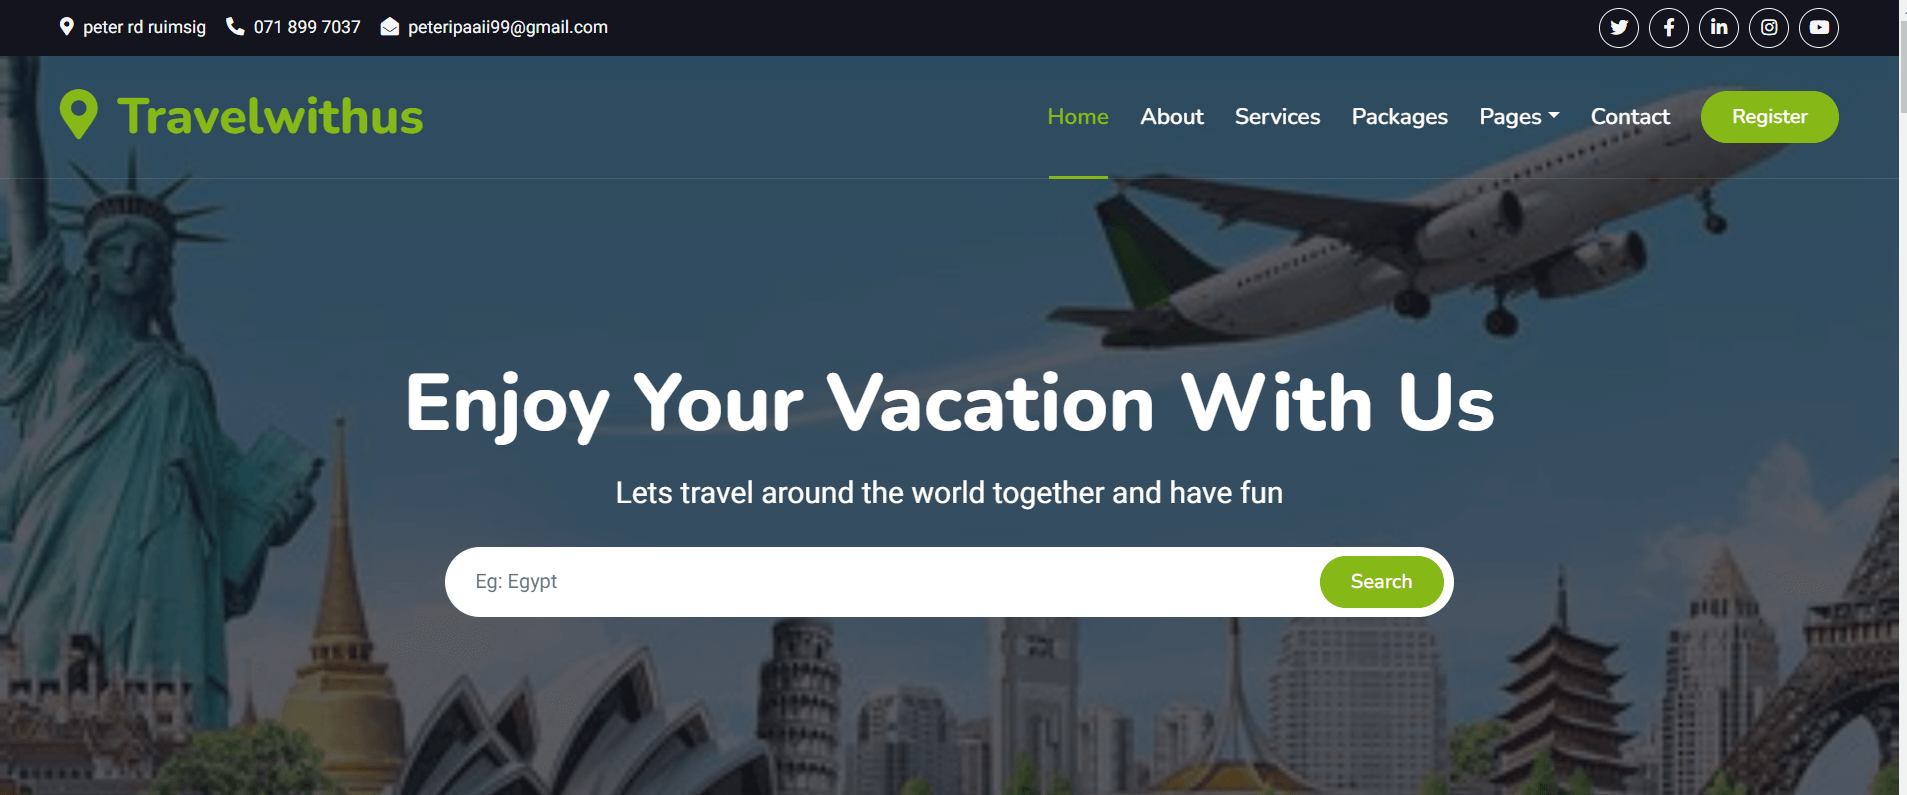 peter rd ruimsig 071 899 7037 peteripaaii99@gmail.com
Travelwithus
Home About Services Packages Pages Contact Register
Enjoy Your Vacation With Us
Lets travel around the world together and have fun
Eg: Egypt Search